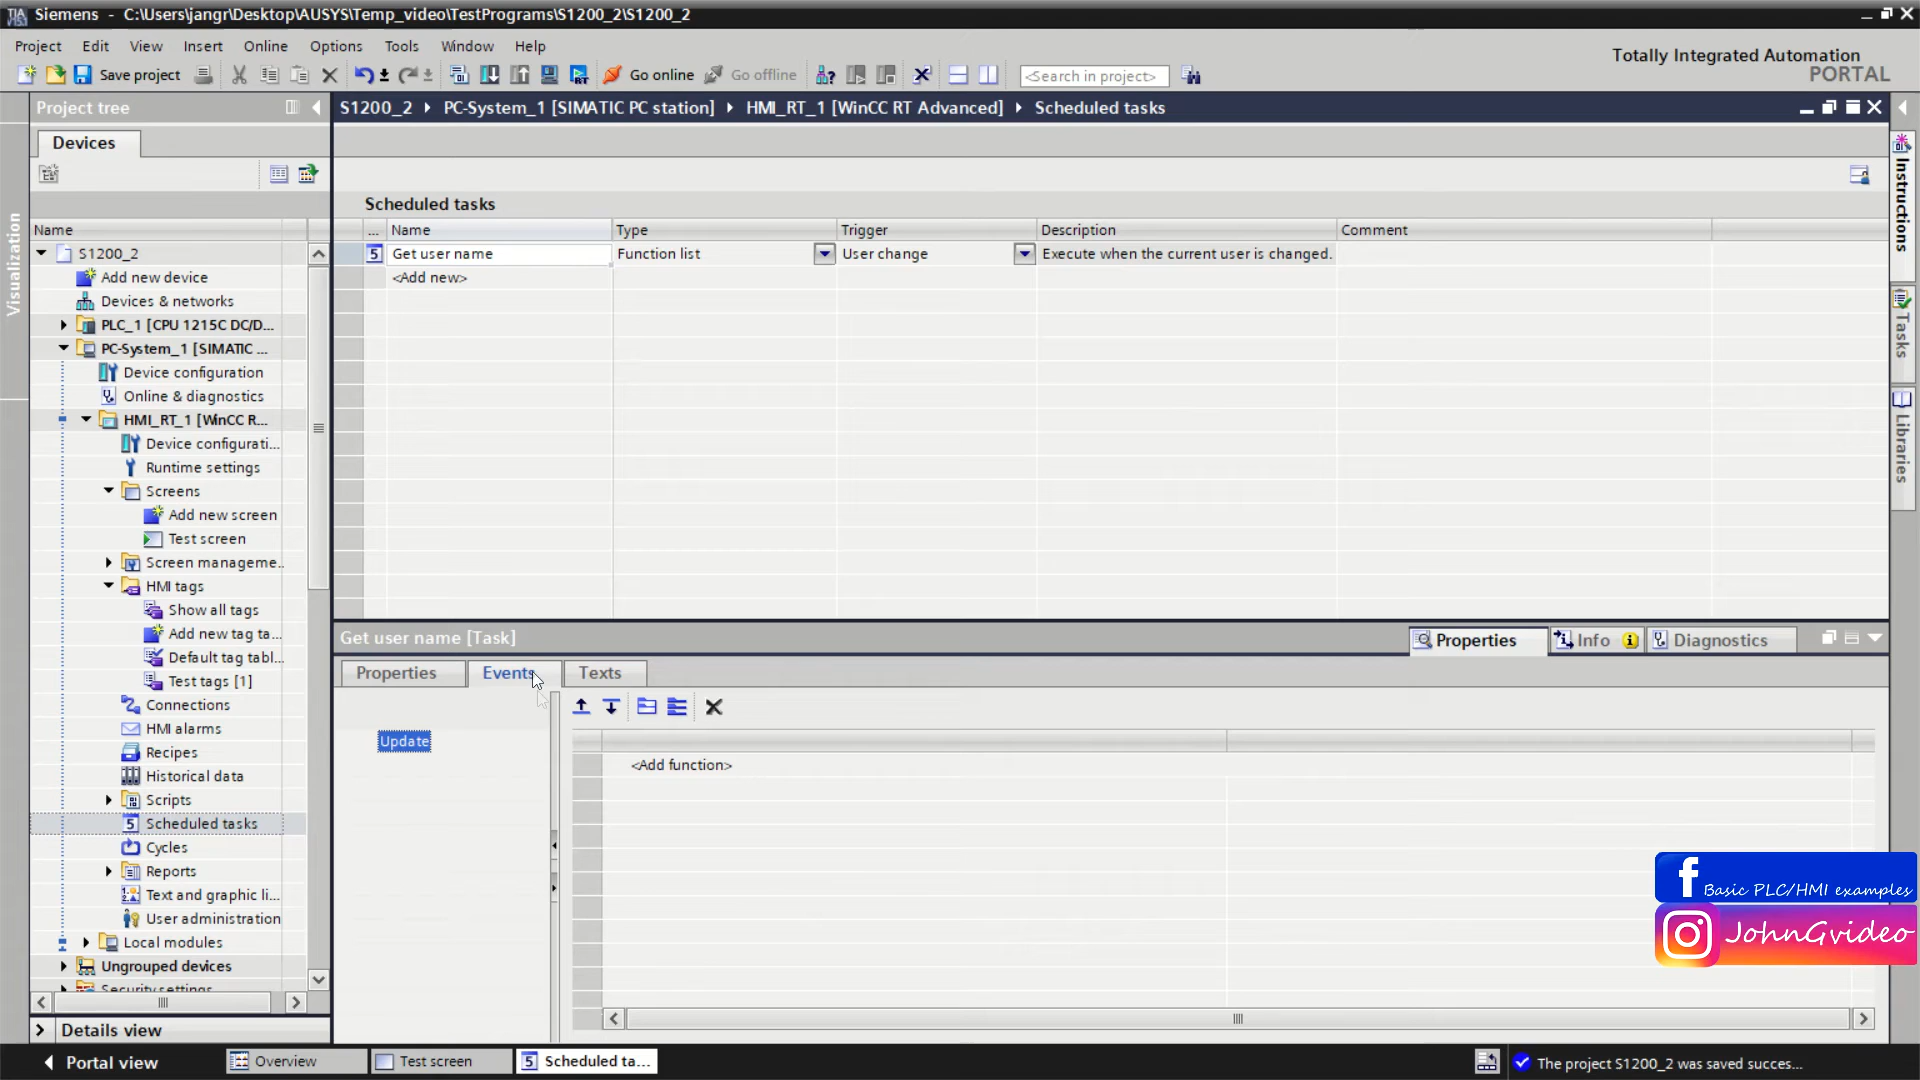 Siemens - C:\Users\jangr\Desktop\AUSYS\Temp_video\TestPrograms\S1200_2\S1200_2
Project Edit View Insert Online Options Tools Window Help
Totally Integrated Automation
PORTAL
Save project Go online Go offline <Search in project>
Project tree
S1200_2 PC-System_1 [SIMATIC PC station] HMI_RT_1 [WinCC RT Advanced] Scheduled tasks
Devices
Scheduled tasks
Name
... Name Type Trigger Description Comment
Get user name Function list User change Execute when the current user is changed.
<Add new>
S1200_2
Add new device
Devices & networks
PLC_1 [CPU 1215C DC/D...
PC-System_1 [SIMATIC ...
Device configuration
Online & diagnostics
HMI_RT_1 [WinCC R...
Device configurati...
Runtime settings
Screens
Add new screen
Test screen
Screen manageme...
HMI tags
Show all tags
Add new tag ta...
Default tag tabl...
Test tags [1]
Connections
HMI alarms
Recipes
Historical data
Scripts
Scheduled tasks
Cycles
Reports
Text and graphic li...
User administration
Local modules
Ungrouped devices
Security settings
Details view
Visualization
Get user name [Task]
Properties Info Diagnostics
Properties Events Texts
Update
<Add function>
Instructions
Tasks
Libraries
Basic PLC/HMI examples
JohnGvideo
Portal view Overview Test screen Scheduled ta... The project S1200_2 was saved succes...